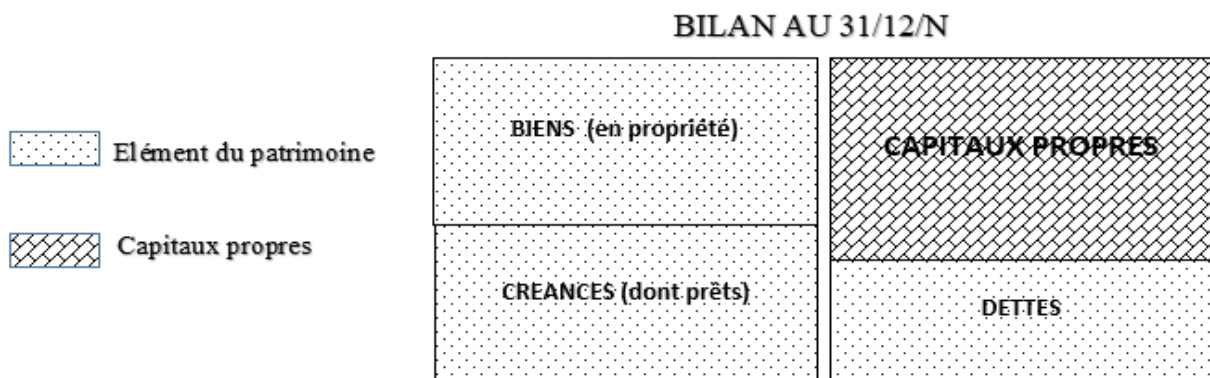 BILAN AU 31/12/N
Elément du patrimoine
Capitaux propres
BIENS (en propriété)
CREANCES (dont prêts)
CAPITAUX PROPRES
DETTES